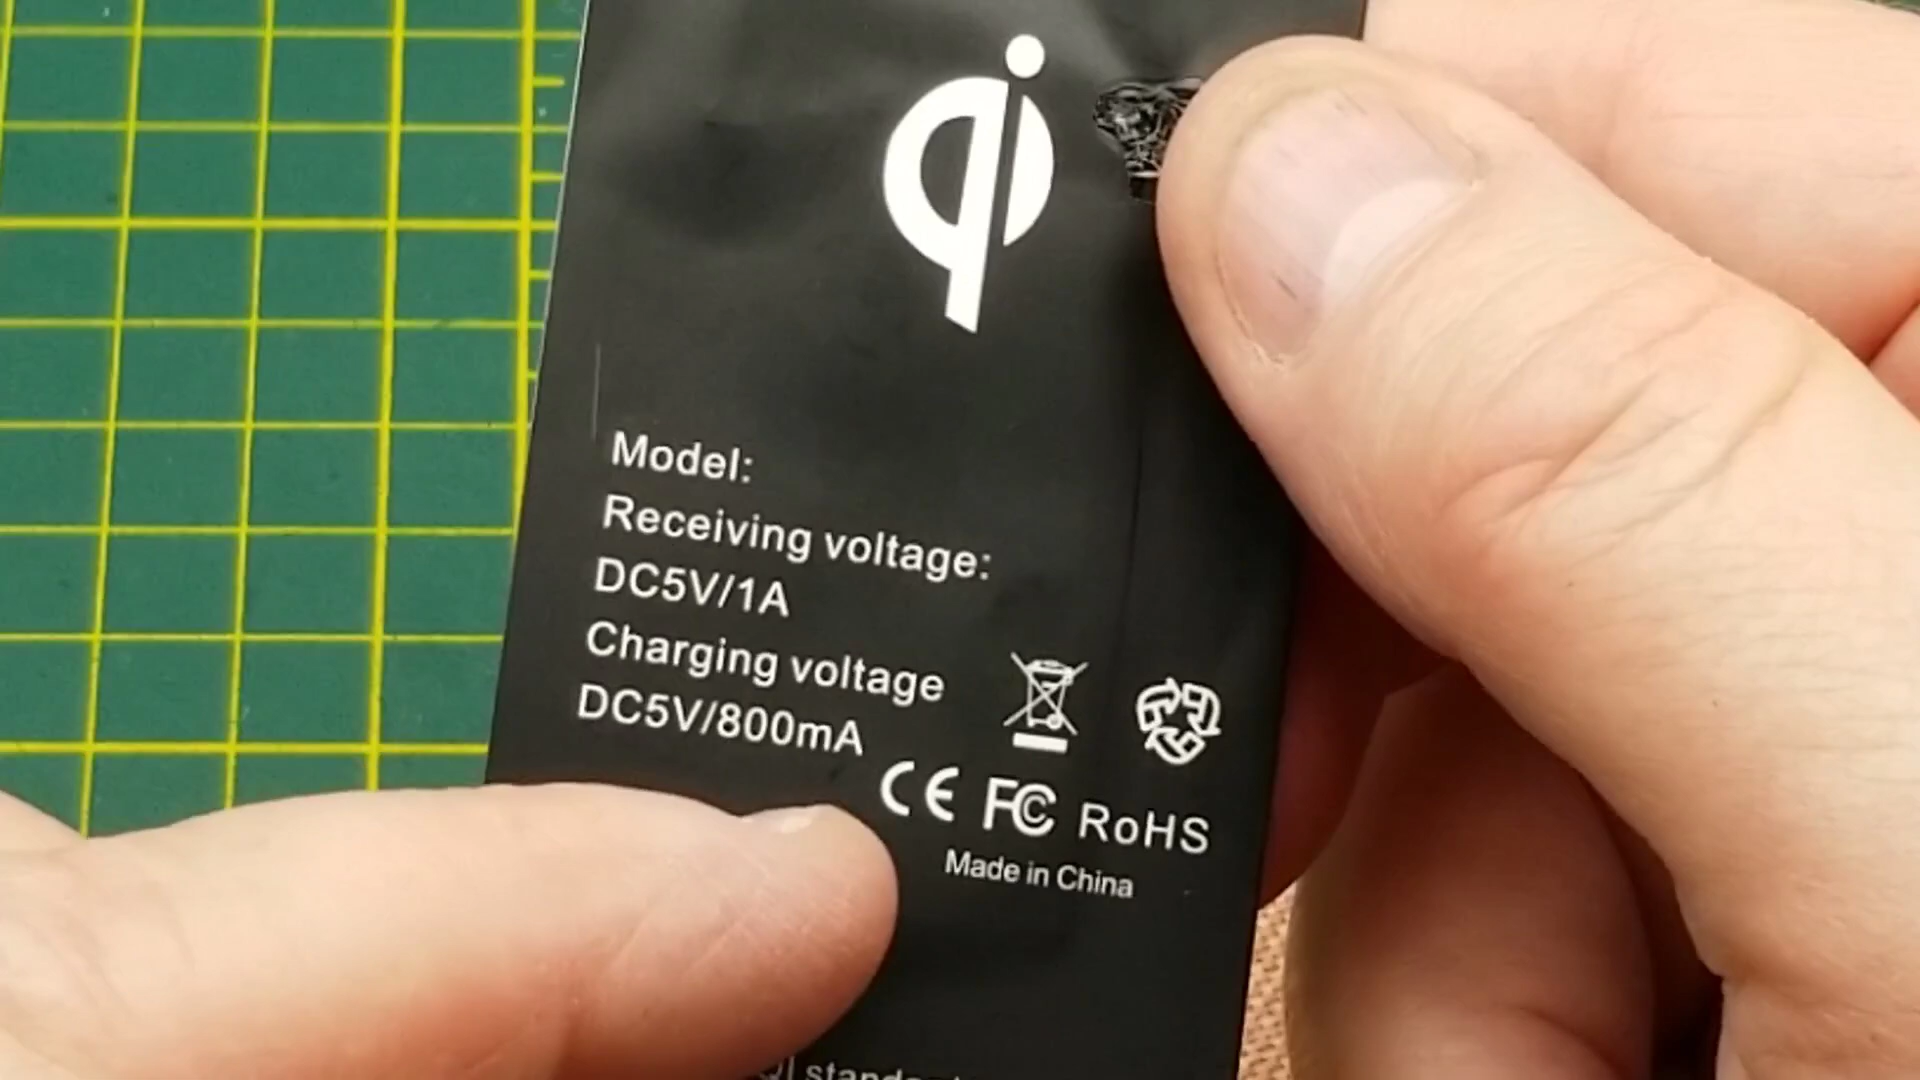 qi
Model:
Receiving voltage:
DC5V/1A
Charging voltage
DC5V/800mA
CE FC RoHS
Made in China